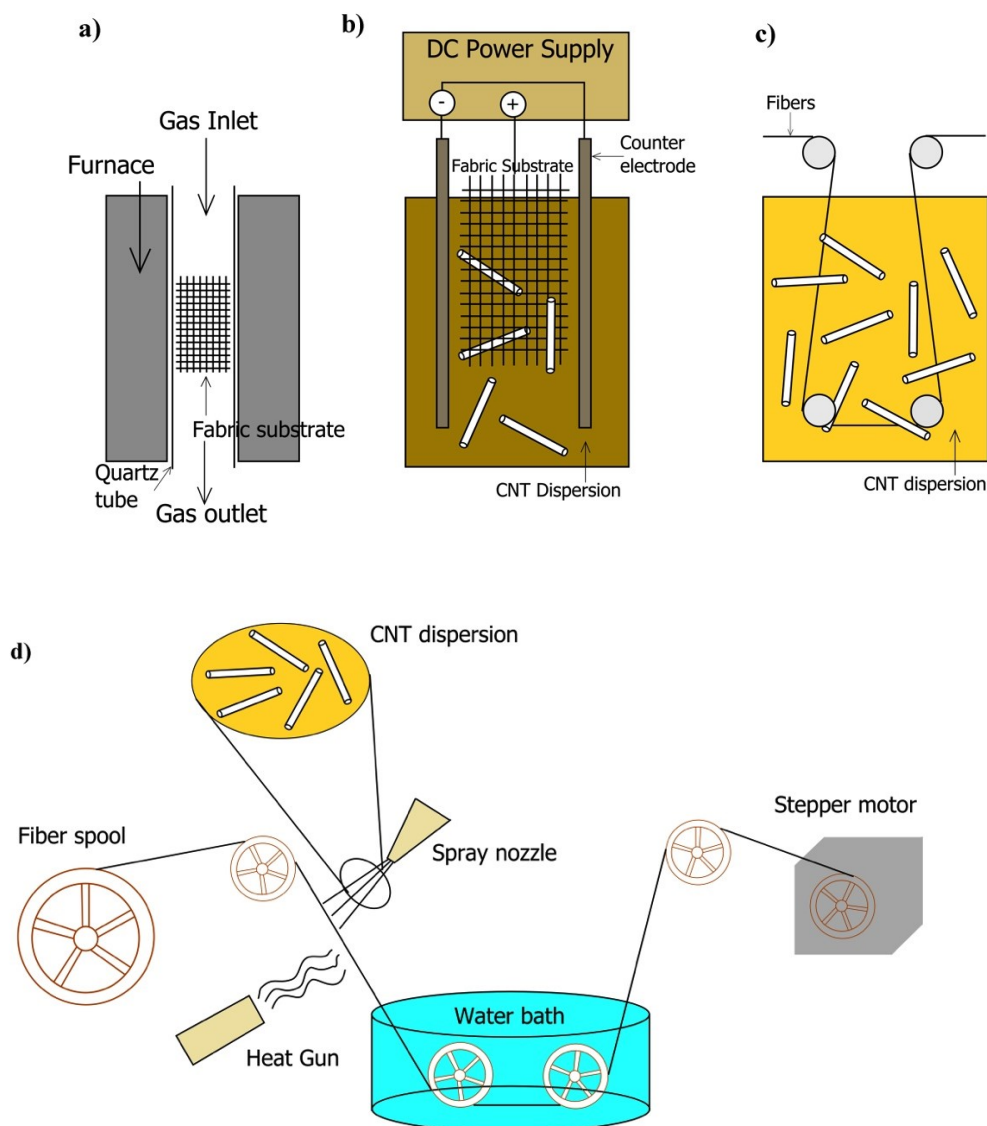 a)
Gas Inlet
Furnace
Fabric substrate
Quartz
tube
Gas outlet
b)
DC Power Supply
- +
Fabric Substrate
Counter
electrode
CNT Dispersion
c)
Fibers
CNT dispersion
d)
CNT dispersion
Fiber spool
Spray nozzle
Stepper motor
Heat Gun
Water bath